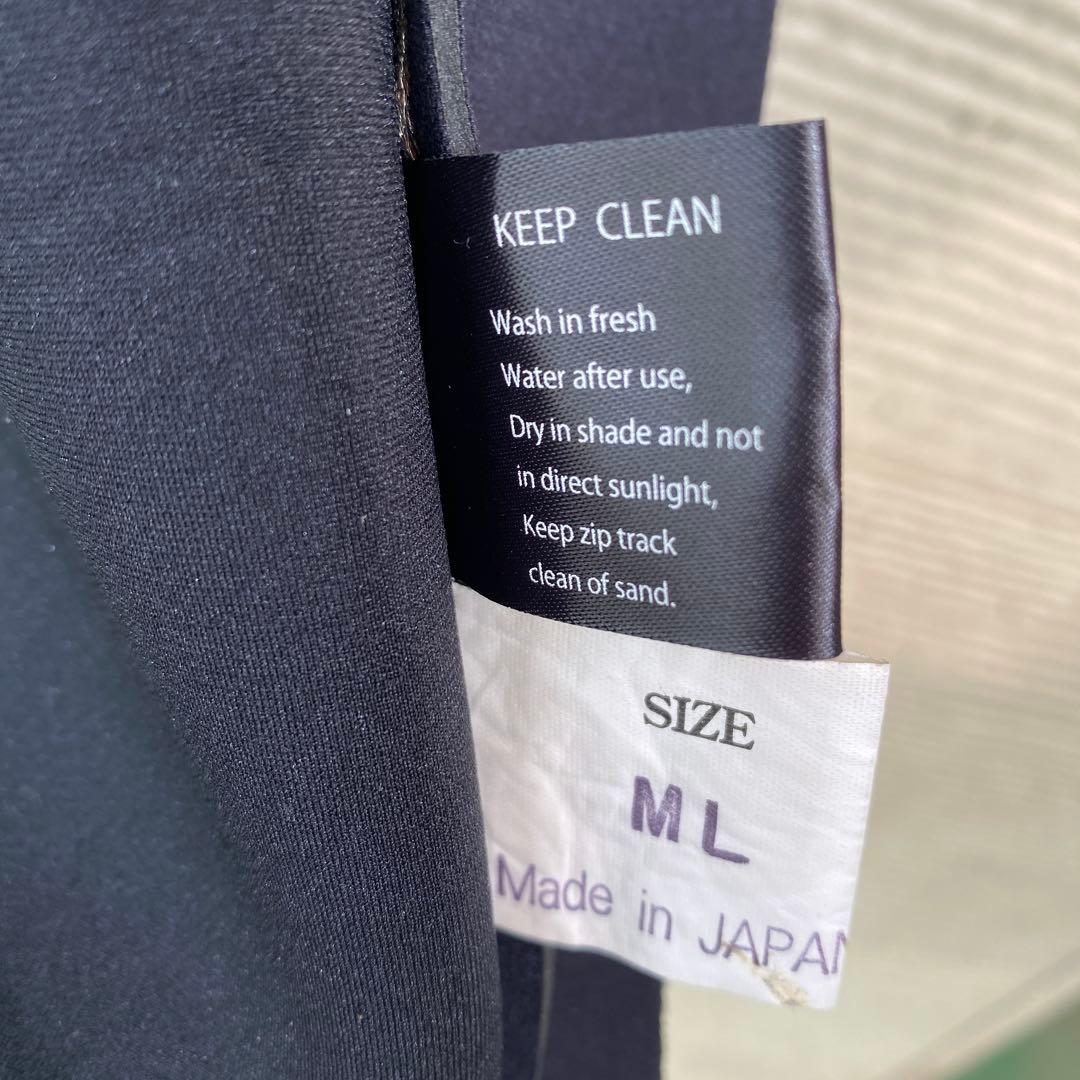 KEEP CLEAN
Wash in fresh
Water after use,
Dry in shade and not
in direct sunlight,
Keep zip track
clean of sand.
SIZE
ML
Made in JAPAN